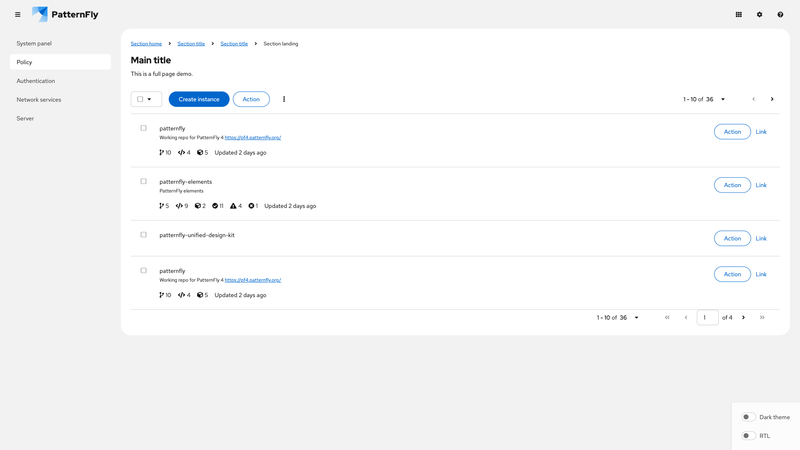 PatternFly
System panel
Policy
Authentication
Network services
Server
Section home Section title Section title Section landing
Main title
This is a full page demo.
Create instance Action 1 - 10 of 36
patternfly
Working repo for PatternFly 4 https://pf4.patternfly.org/
10 4 5 Updated 2 days ago
Action Link
patternfly-elements
PatternFly elements
5 9 2 11 4 1 Updated 2 days ago
Action Link
patternfly-unified-design-kit
Action Link
patternfly
Working repo for PatternFly 4 https://pf4.patternfly.org/
10 4 5 Updated 2 days ago
Action Link
1 - 10 of 36 1 of 4
Dark theme
RTL